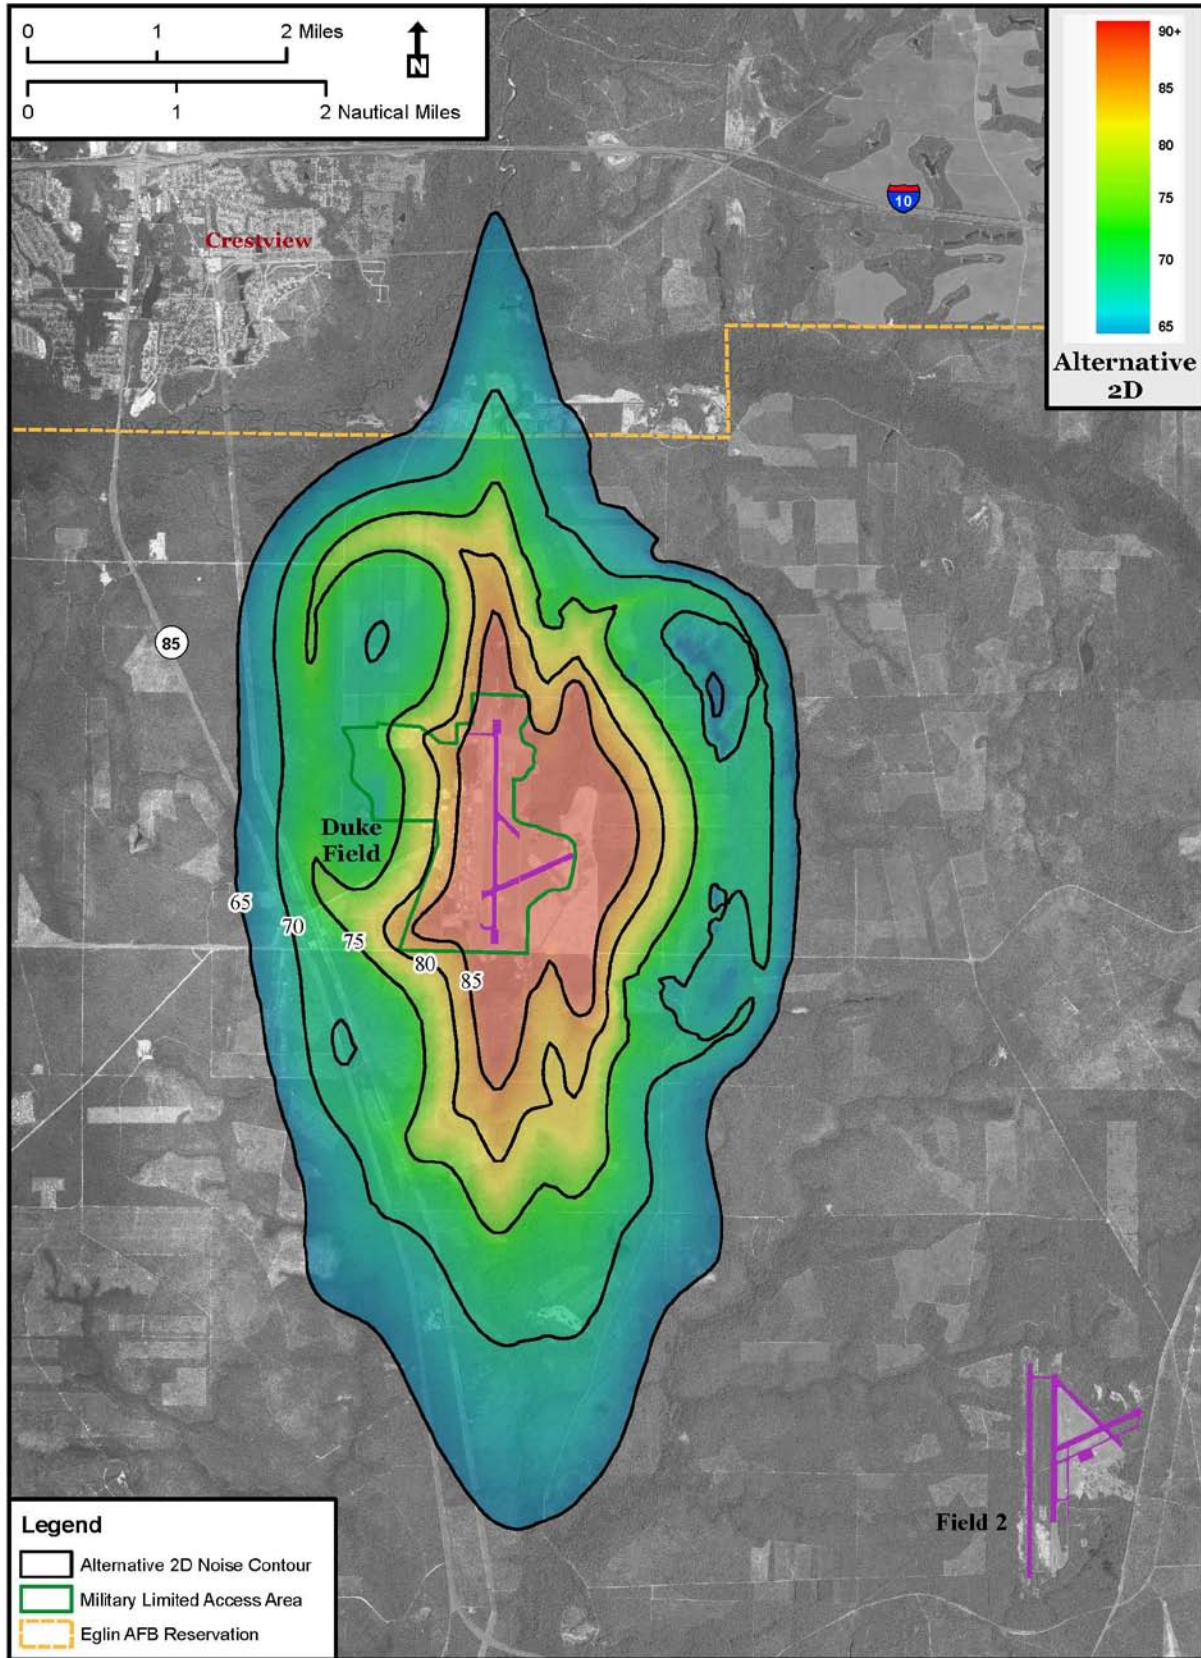 0 1 2 Miles
N
0 1 2 Nautical Miles
90+
85
80
75
70
65
Alternative
2D
10
Crestview
85
Duke
Field
65
70
75
80
85
Field 2
Legend
Alternative 2D Noise Contour
Military Limited Access Area
Eglin AFB Reservation